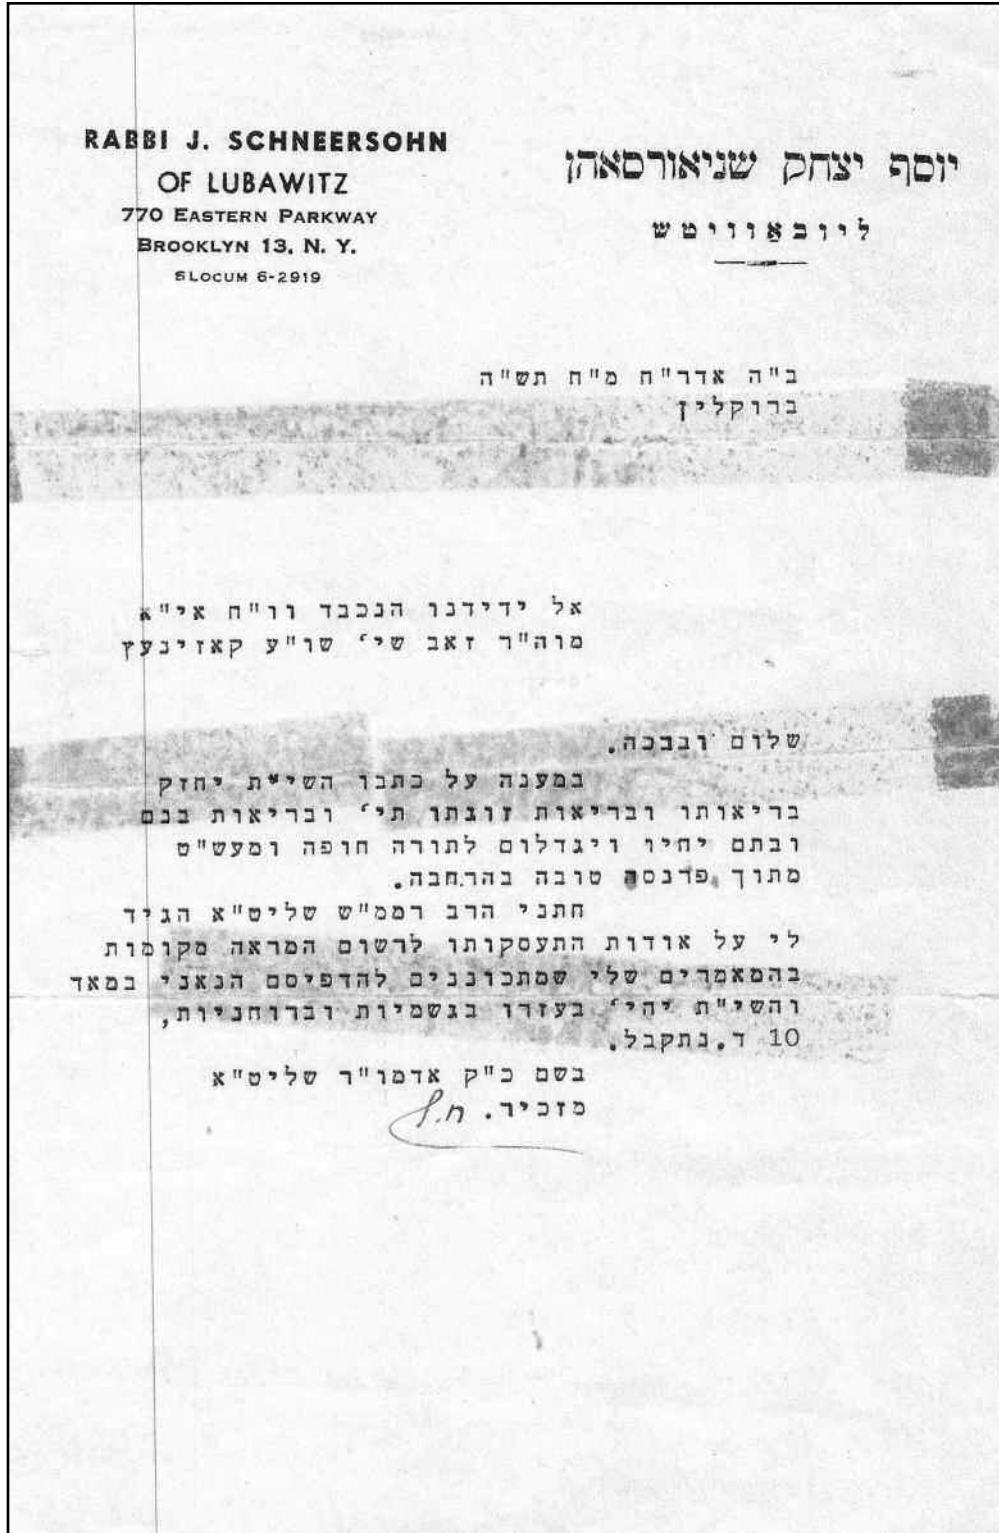 RABBI J. SCHNEERSOHN
OF LUBAWITZ
770 EASTERN PARKWAY
BROOKLYN 13, N. Y.
SLOCUM 6-2919
יוסף יצחק שניאורסאהן
ליובאַוויטש
ב"ה אדר"ח מ"ח תש"ה
ברוקלין
אל ידידנו הנכבד וו"ח אי"א
מוה"ר זאב שי' שו"ע קאזינעץ
שלום וברכה.
במענה על כתבו השי"ת יחזק
בריאותו ובריאות זוגתו תי' ובריאות בנם
ובתם יחיו ויגדלום לתורה חופה ומעש"ט
מתוך פרנסה טובה בהרחבה.
חתני הרב רממ"ש שליט"א הגיד
לי על אודות התעסקותו לרשום המראה מקומות
בהמאמרים שלי שמתכוננים להדפיסם הנאני במאד
והשי"ת יהי' בעזרו בגשמיות וברוחניות,
10 ד. נתקבל.
בשם כ"ק אדמו"ר שליט"א
מזכיר.